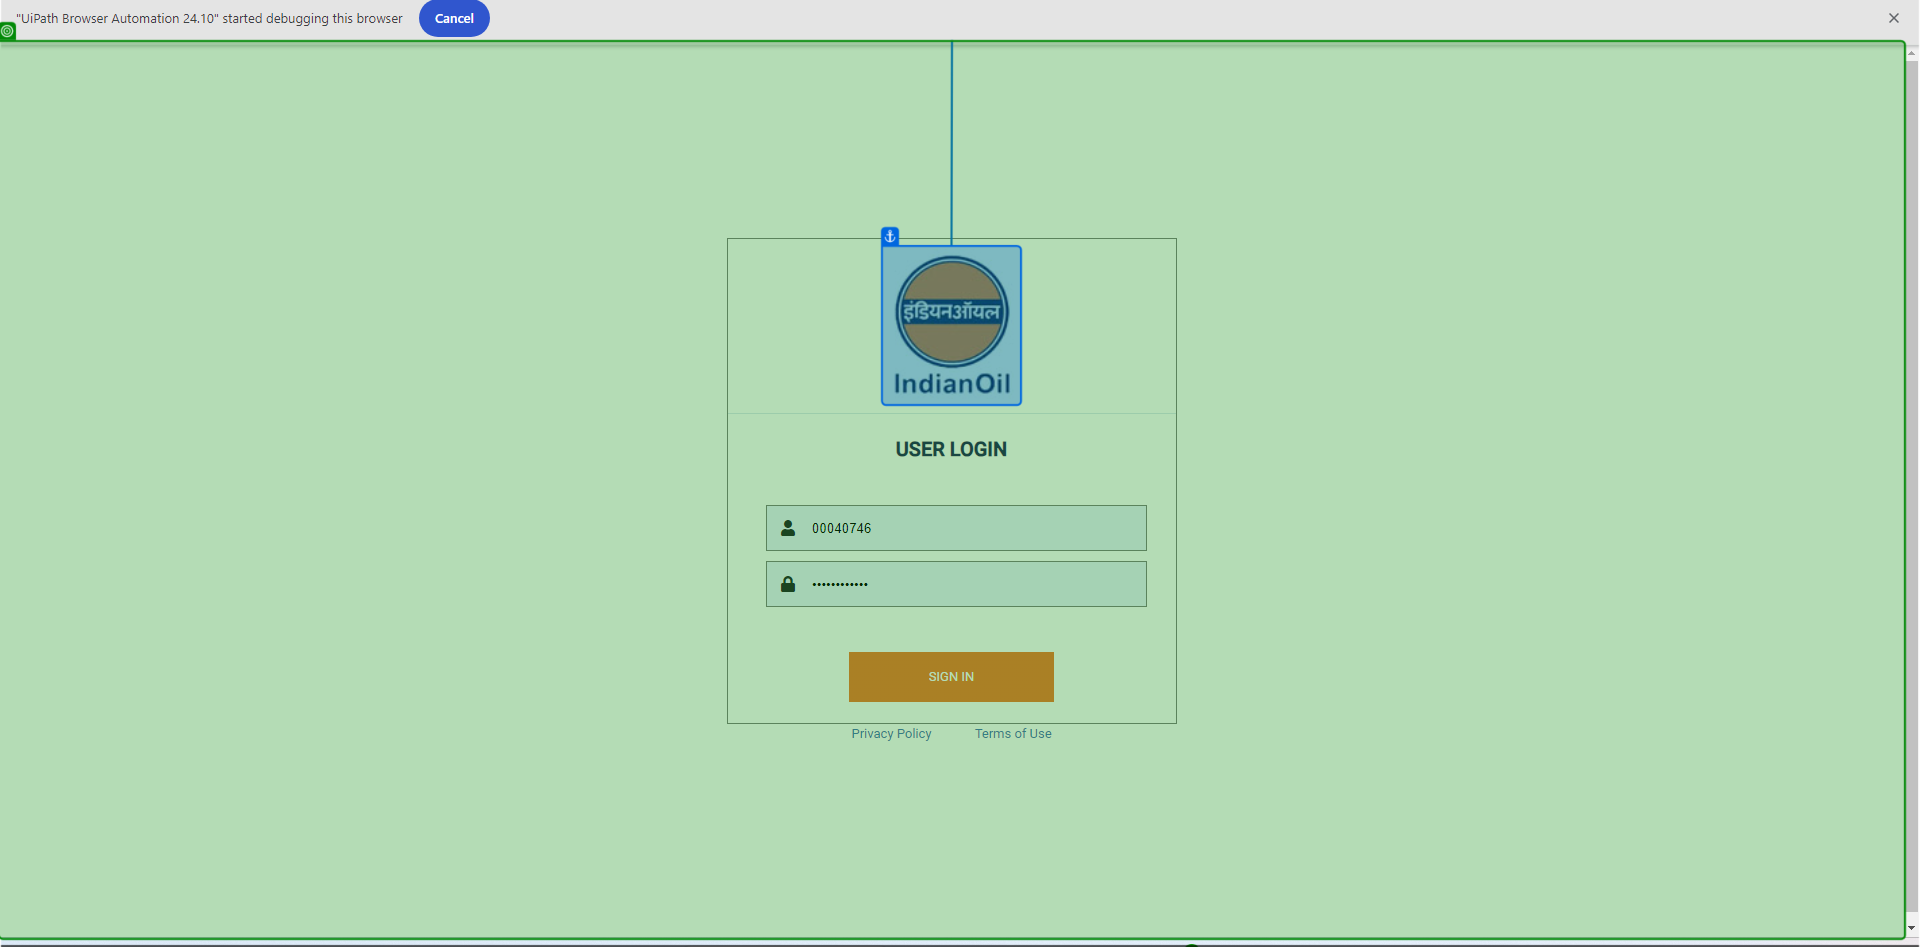 "UiPath Browser Automation 24.10" started debugging this browser Cancel
इंडियनऑयल
IndianOil
USER LOGIN
00040746
••••••••••••
SIGN IN
Privacy Policy Terms of Use